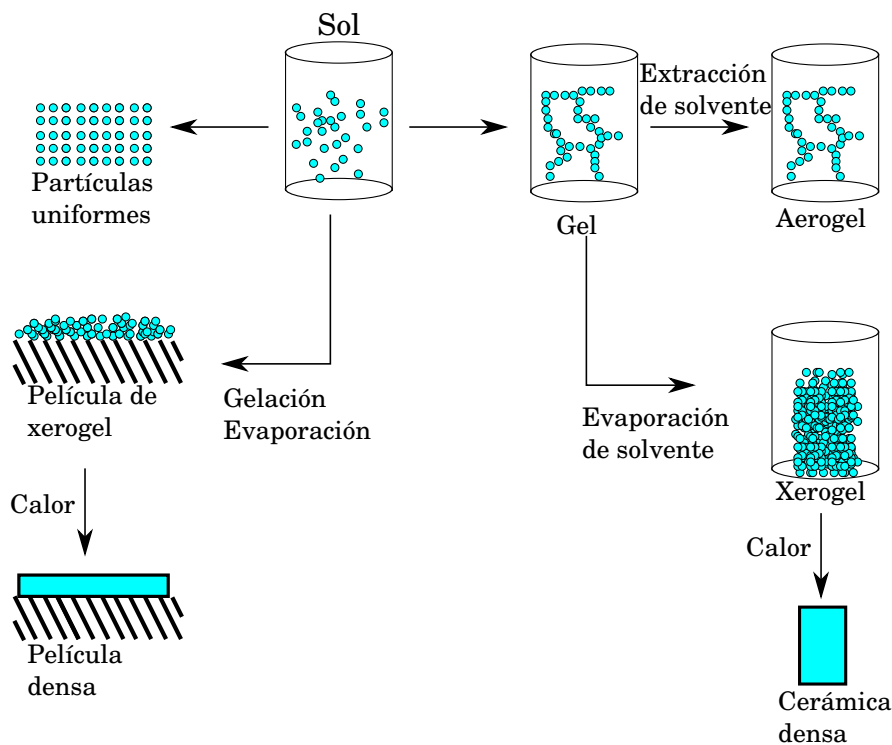 Sol
Extracción
de solvente
Partículas
uniformes
Gel
Aerogel
Película de
xerogel
Gelación
Evaporación
Evaporación
de solvente
Xerogel
Calor
Calor
Película
densa
Cerámica
densa